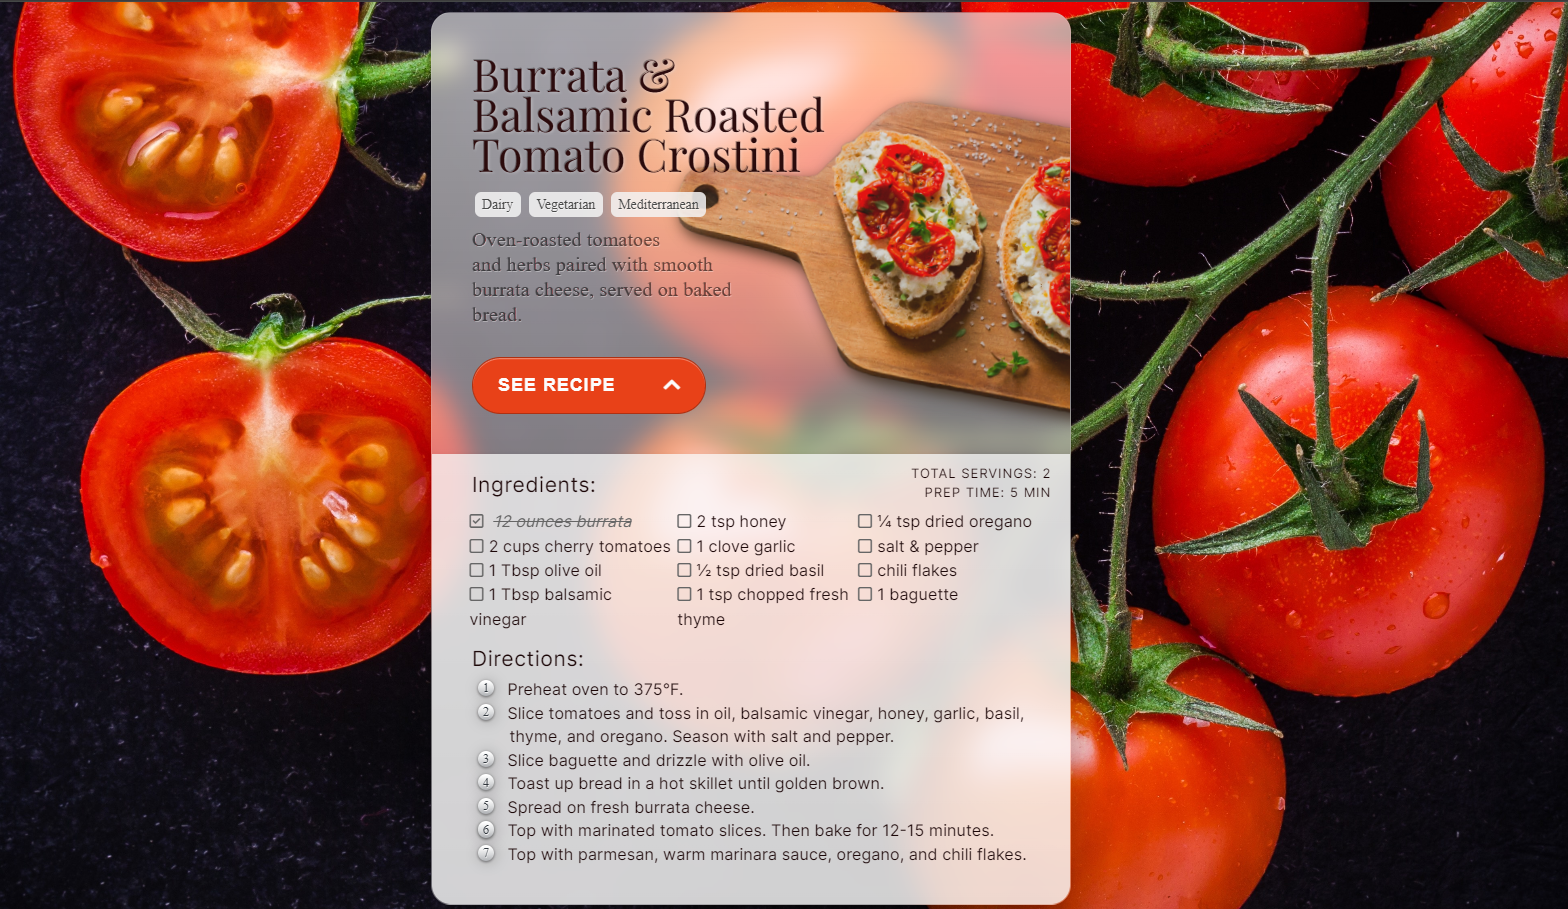 Burrata &
Balsamic Roasted
Tomato Crostini
Dairy Vegetarian Mediterranean
Oven-roasted tomatoes
and herbs paired with smooth
burrata cheese, served on baked
bread.
SEE RECIPE
TOTAL SERVINGS: 2
PREP TIME: 5 MIN
Ingredients:
12 ounces burrata
2 cups cherry tomatoes
1 Tbsp olive oil
1 Tbsp balsamic
vinegar
2 tsp honey
1 clove garlic
½ tsp dried basil
1 tsp chopped fresh
thyme
¼ tsp dried oregano
salt & pepper
chili flakes
1 baguette
Directions:
1 Preheat oven to 375°F.
2 Slice tomatoes and toss in oil, balsamic vinegar, honey, garlic, basil,
thyme, and oregano. Season with salt and pepper.
3 Slice baguette and drizzle with olive oil.
4 Toast up bread in a hot skillet until golden brown.
5 Spread on fresh burrata cheese.
6 Top with marinated tomato slices. Then bake for 12-15 minutes.
7 Top with parmesan, warm marinara sauce, oregano, and chili flakes.